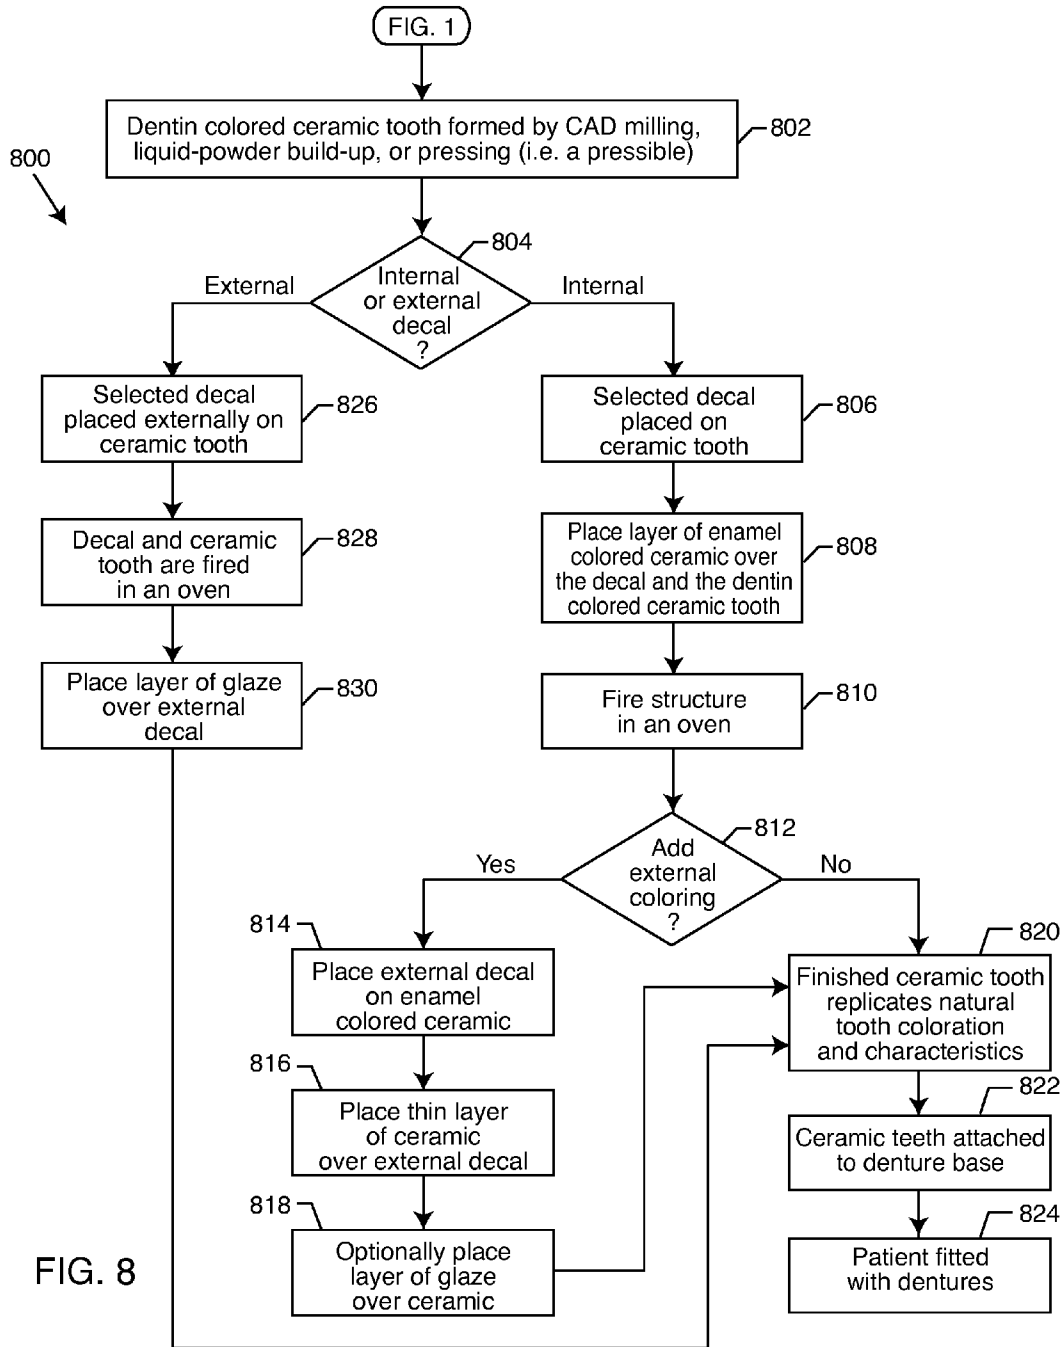 FIG. 1
Dentin colored ceramic tooth formed by CAD milling,
liquid-powder build-up, or pressing (i.e. a pressible)
802
800
804
Internal
or external
decal
?
External
Internal
Selected decal
placed externally on
ceramic tooth
826
Selected decal
placed on
ceramic tooth
806
Decal and ceramic
tooth are fired
in an oven
828
Place layer of enamel
colored ceramic over
the decal and the dentin
colored ceramic tooth
808
Place layer of glaze
over external
decal
830
Fire structure
in an oven
810
812
Add
external
coloring
?
Yes
No
814
Place external decal
on enamel
colored ceramic
820
Finished ceramic tooth
replicates natural
tooth coloration
and characteristics
816
Place thin layer
of ceramic
over external decal
822
Ceramic teeth attached
to denture base
818
Optionally place
layer of glaze
over ceramic
824
Patient fitted
with dentures
FIG. 8